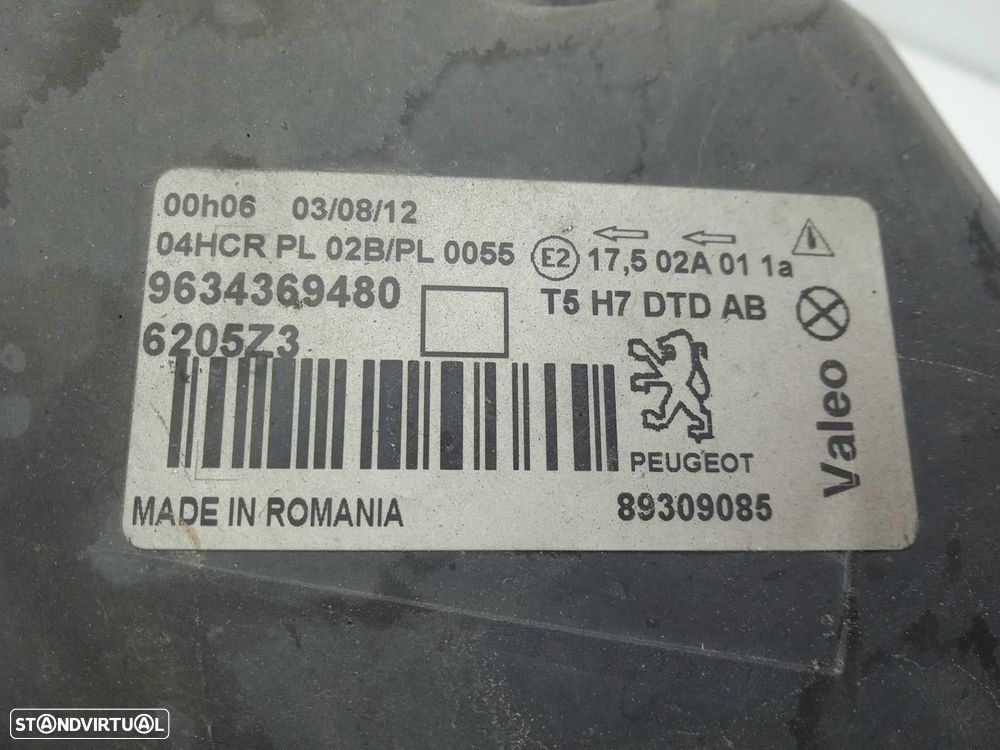 00h06 03/08/12
04HCR PL 02B/PL 0055 E2 17,5 02A 01 1a
9634369480 T5 H7 DTD AB
6205Z3
Valeo
PEUGEOT
MADE IN ROMANIA 89309085
STANDVIRTUAL